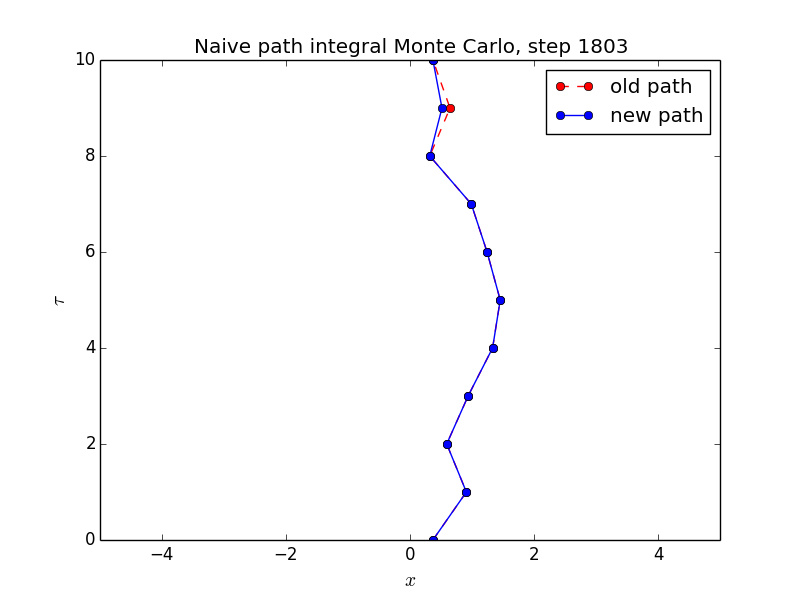 Naive path integral Monte Carlo, step 1803
old path
new path
10
8
6
4
2
0
τ
−4
−2
0
2
4
x